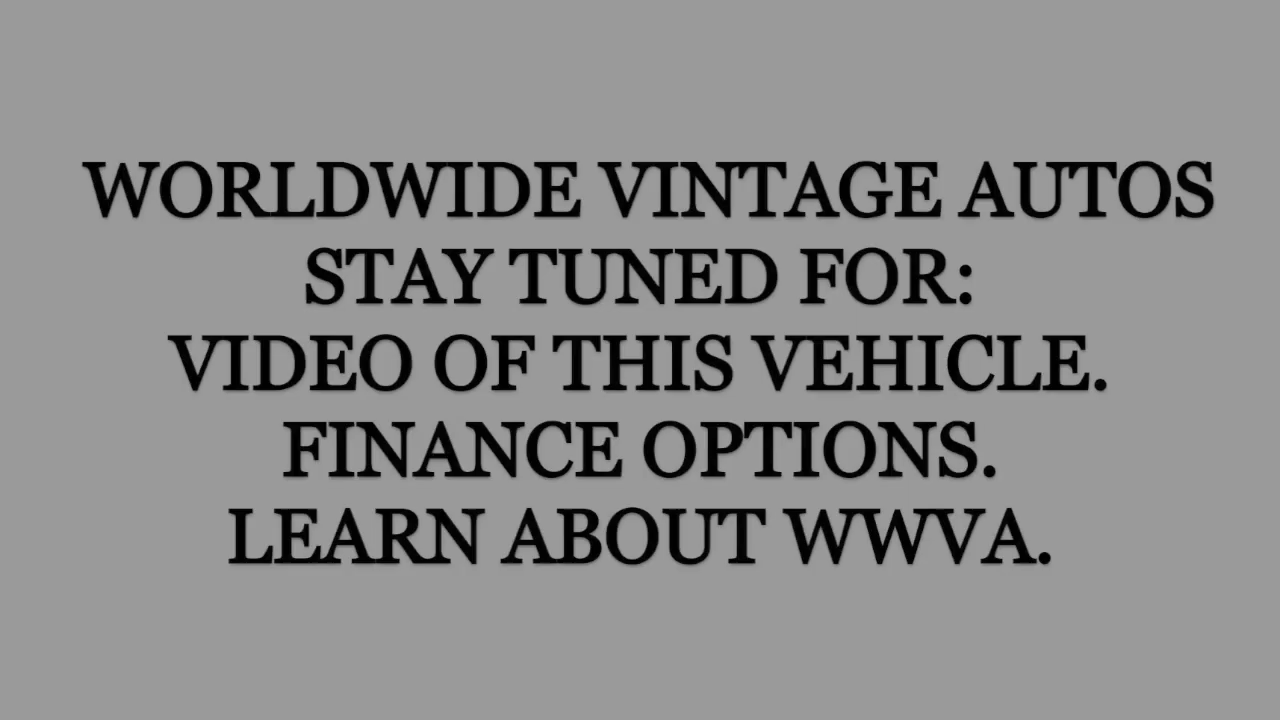 WORLDWIDE VINTAGE AUTOS
STAY TUNED FOR:
VIDEO OF THIS VEHICLE.
FINANCE OPTIONS.
LEARN ABOUT WWVA.